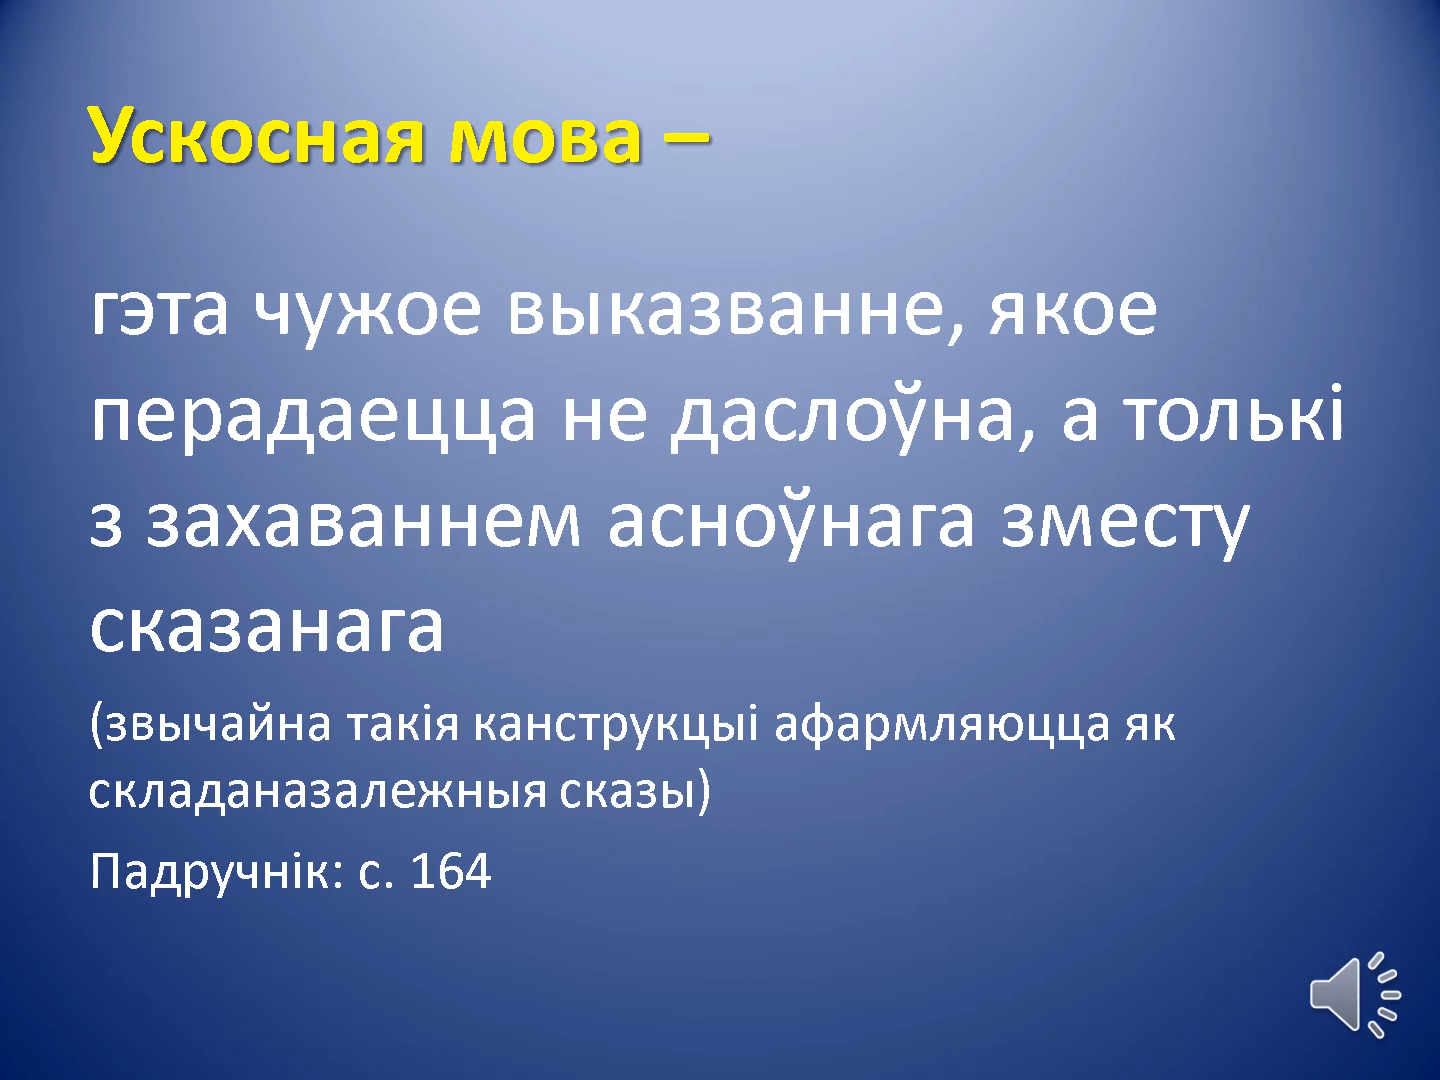 Ускосная мова –
гэта чужое выказванне, якое
перадаецца не даслоўна, а толькі
з захаваннем асноўнага зместу
сказанага
(звычайна такія канструкцыі афармляюцца як
складаназалежныя сказы)
Падручнік: с. 164